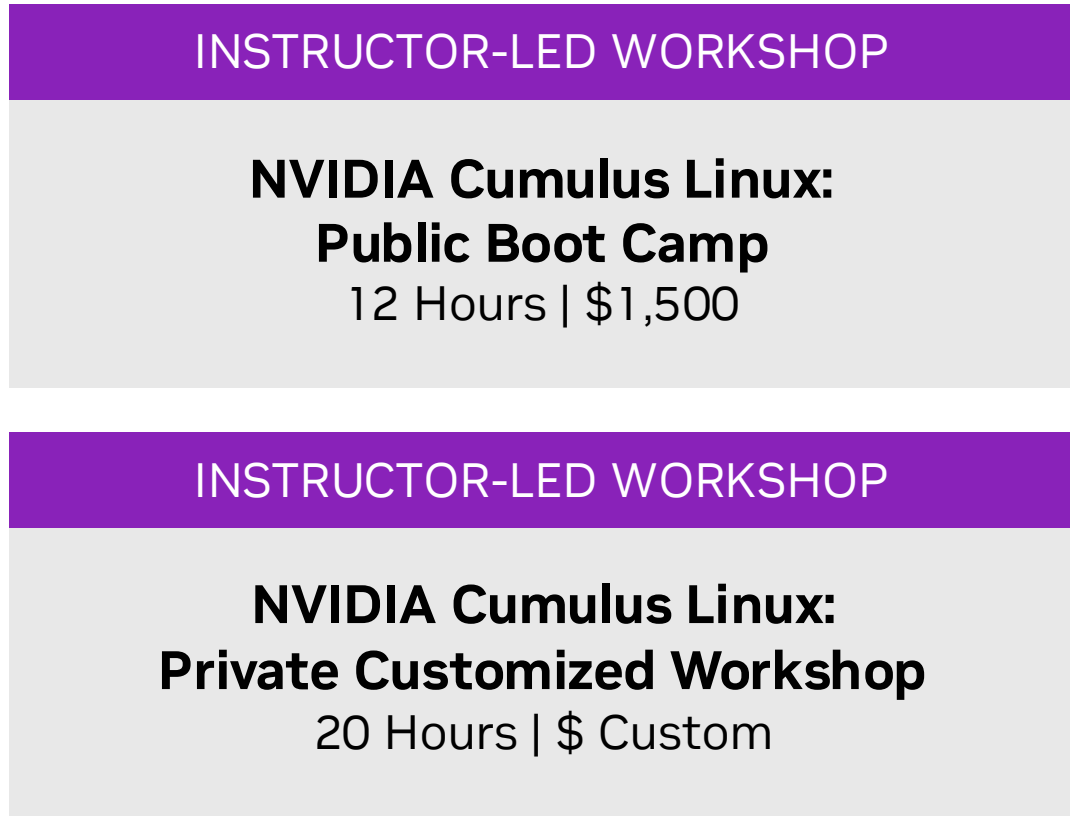 INSTRUCTOR-LED WORKSHOP
NVIDIA Cumulus Linux:
Public Boot Camp
12 Hours | $1,500
INSTRUCTOR-LED WORKSHOP
NVIDIA Cumulus Linux:
Private Customized Workshop
20 Hours | $ Custom